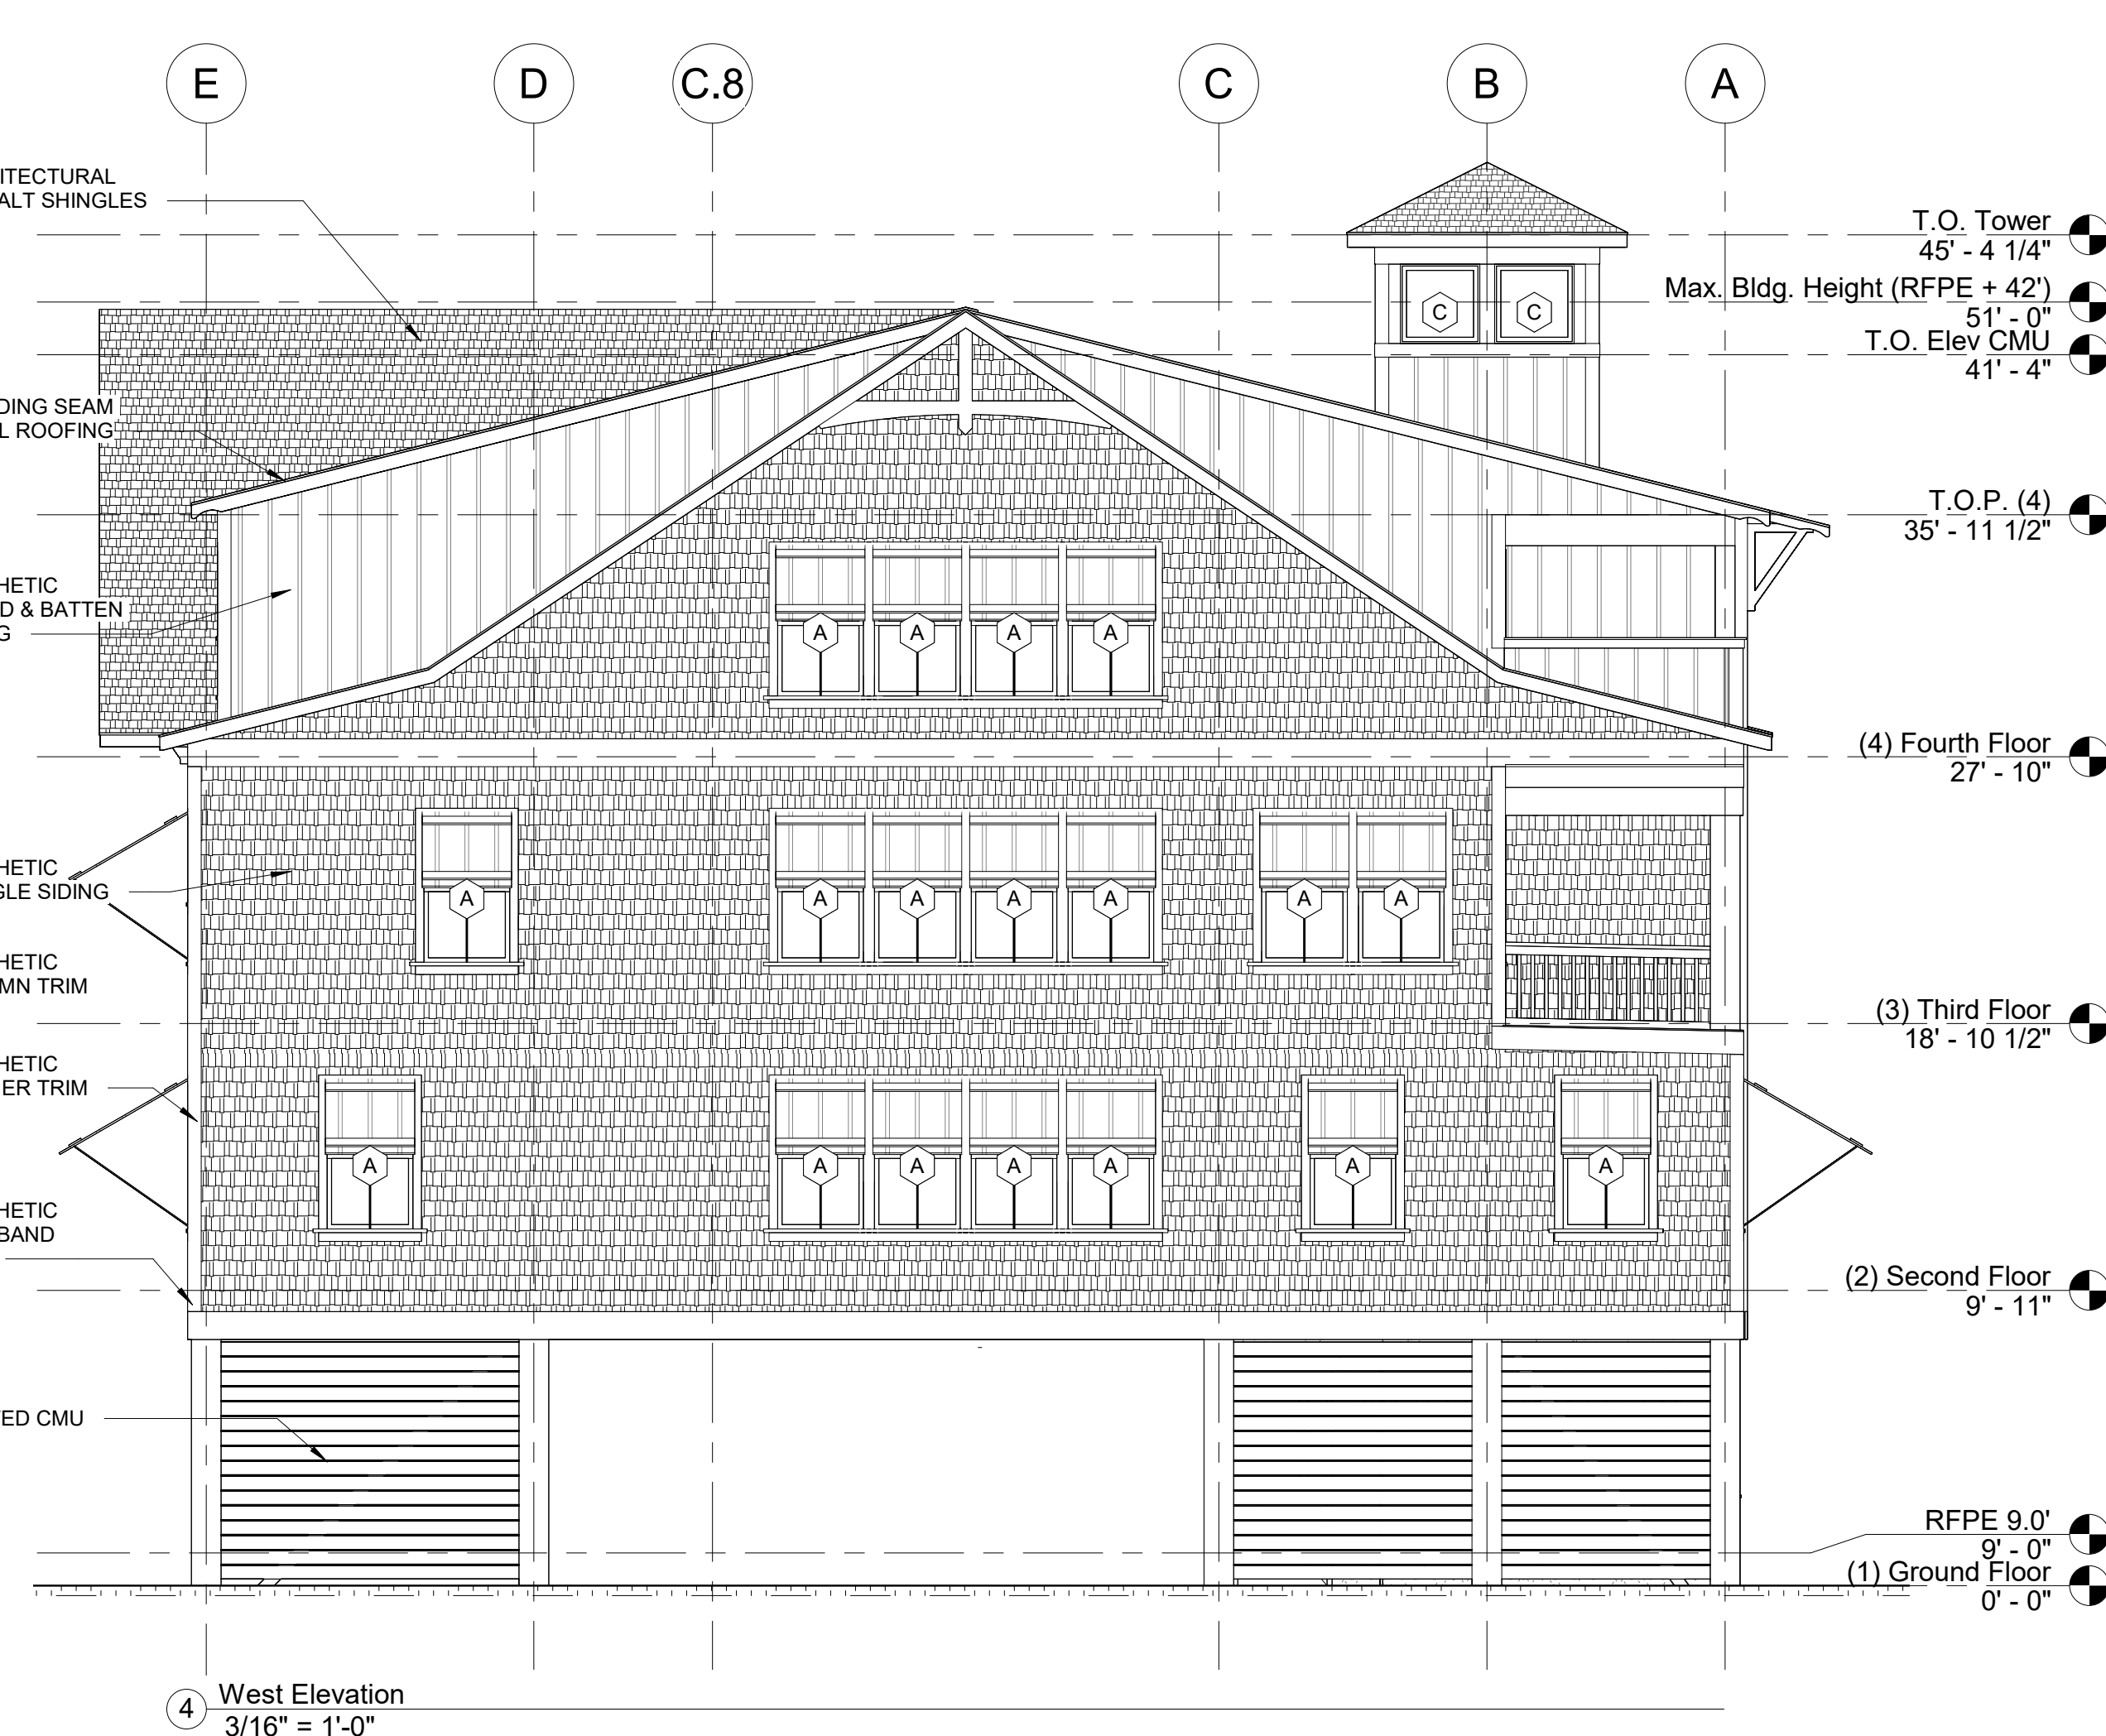 E D C.8 C B A
ITECTURAL
ALT SHINGLES
T.O. Tower
45' - 4 1/4"
Max. Bldg. Height (RFPE + 42')
51' - 0"
C C
T.O. Elev CMU
41' - 4"
DING SEAM
L ROOFING
T.O.P. (4)
35' - 11 1/2"
HETIC
D & BATTEN
G
A A A A
(4) Fourth Floor
27' - 10"
HETIC
GLE SIDING
A A A A A A A
HETIC
MN TRIM
(3) Third Floor
18' - 10 1/2"
HETIC
ER TRIM
A A A A A A A
HETIC
BAND
(2) Second Floor
9' - 11"
TED CMU
RFPE 9.0'
9' - 0"
(1) Ground Floor
0' - 0"
4 West Elevation
3/16" = 1'-0"